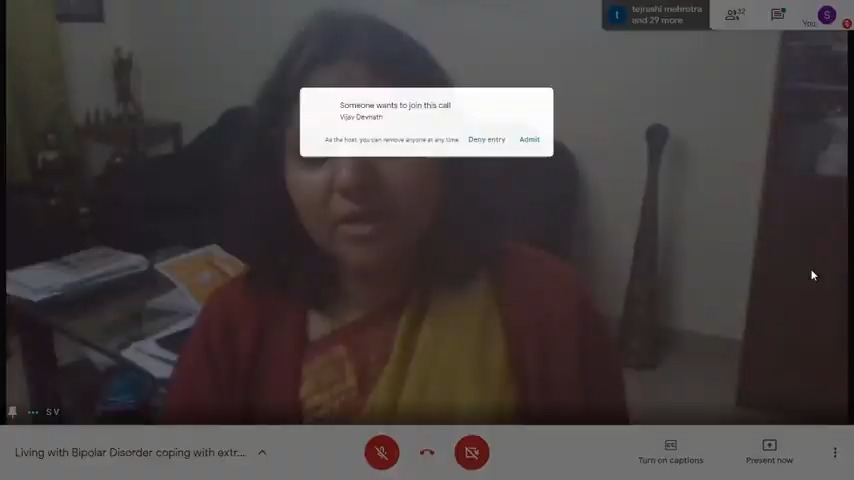 tejrashi mehrotra
and 29 more
32
You
S
Someone wants to join this call
Vijay Devnath
As the host, you can remove anyone at any time
Deny entry
Admit
S V
Living with Bipolar Disorder coping with extr...
Turn on captions
Present now